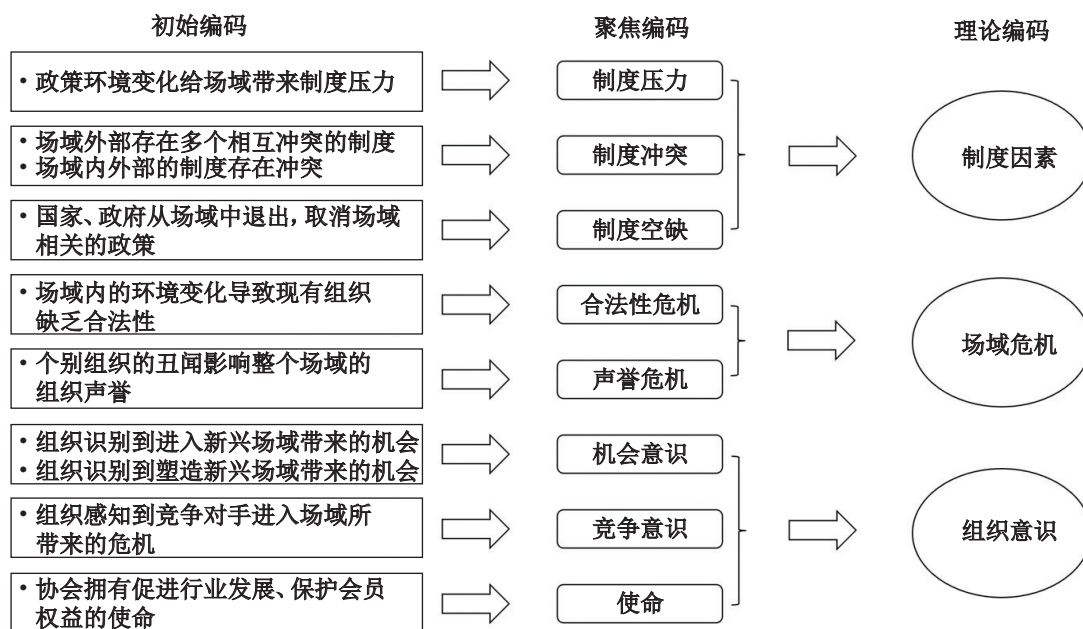 初始编码
聚焦编码
理论编码
· 政策环境变化给场域带来制度压力
制度压力
· 场域外部存在多个相互冲突的制度
· 场域内外部的制度存在冲突
制度冲突
制度因素
· 国家、政府从场域中退出,取消场域
相关的政策
制度空缺
· 场域内的环境变化导致现有组织
缺乏合法性
合法性危机
场域危机
· 个别组织的丑闻影响整个场域的
组织声誉
声誉危机
· 组织识别到进入新兴场域带来的机会
· 组织识别到塑造新兴场域带来的机会
机会意识
· 组织感知到竞争对手进入场域所
带来的危机
竞争意识
组织意识
· 协会拥有促进行业发展、保护会员
权益的使命
使命